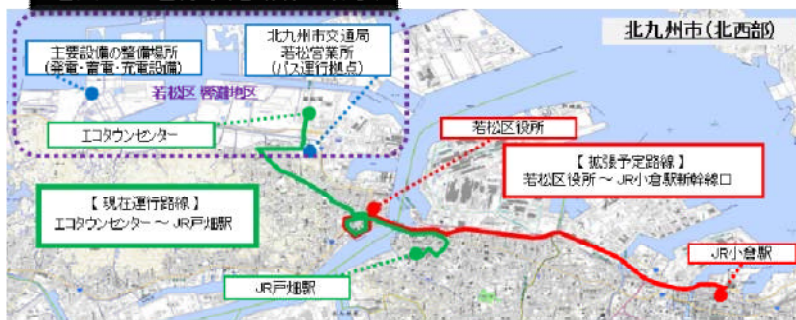 北九州市(北西部)
主要設備の整備場所
(発電・蓄電・充電設備)
北九州市交通局
若松営業所
(バス運行拠点)
若松区 響灘地区
エコタウンセンター
若松区役所
【 拡張予定路線 】
若松区役所 ～ JR小倉駅新幹線口
【 現在運行路線 】
エコタウンセンター ～ JR戸畑駅
JR小倉駅
JR戸畑駅